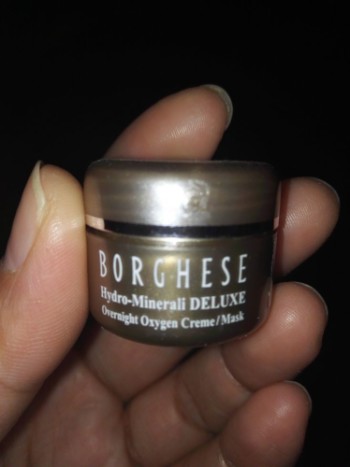 BORGHESE
Hydro-Minerali DELUXE
Overnight Oxygen Creme/Mask